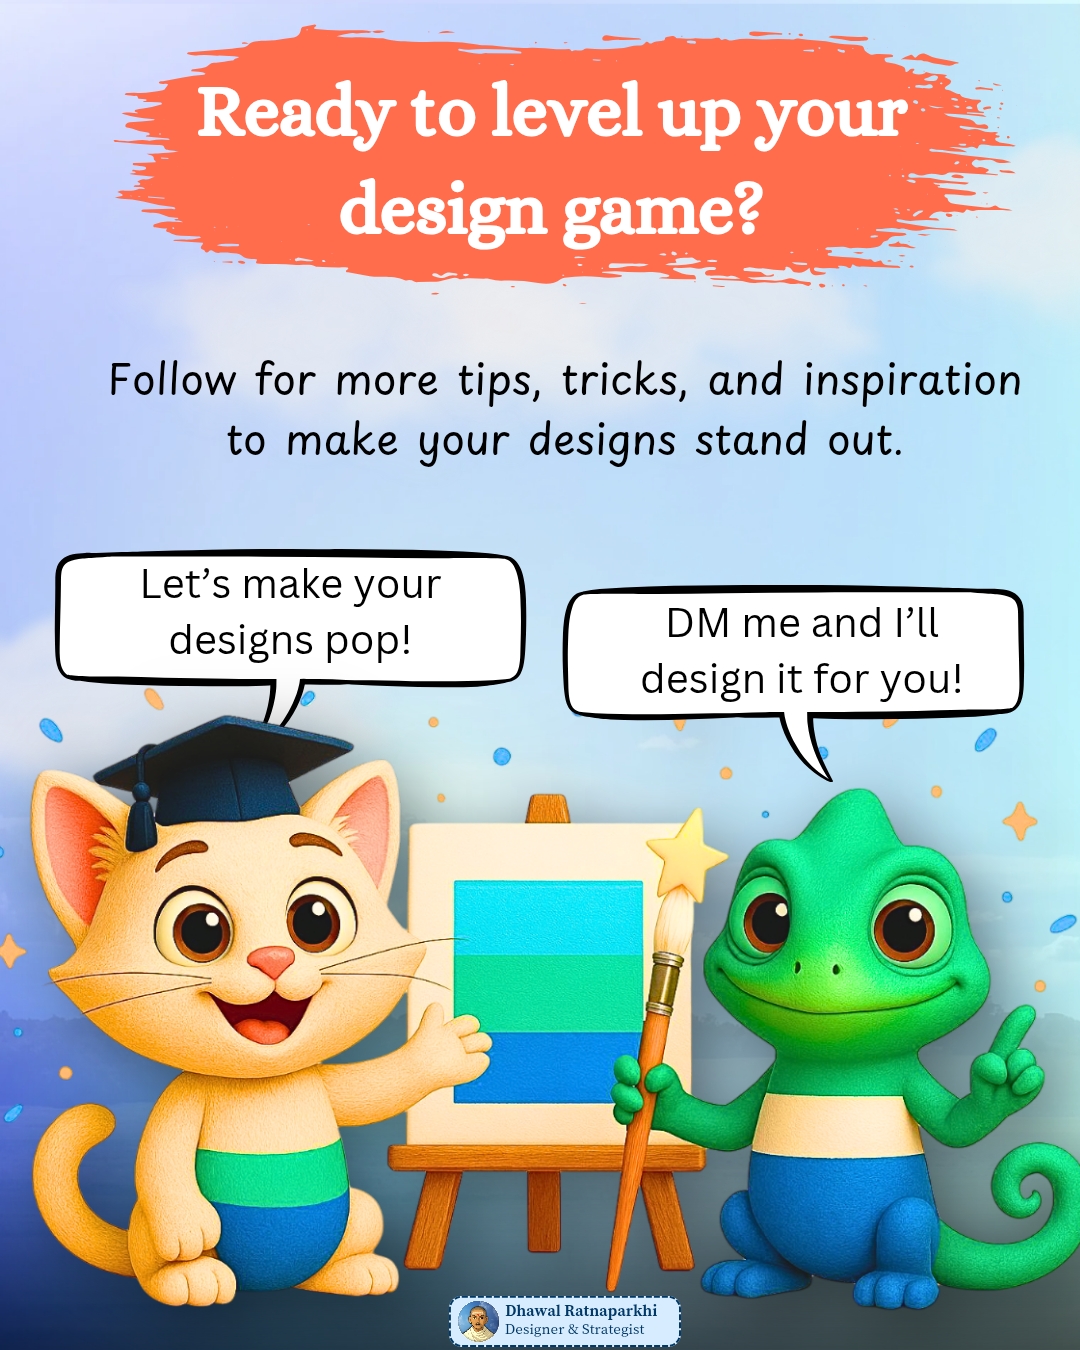 Ready to level up your
design game?
Follow for more tips, tricks, and inspiration
to make your designs stand out.
Let’s make your
designs pop!
DM me and I’ll
design it for you!
Dhawal Ratnaparkhi
Designer & Strategist